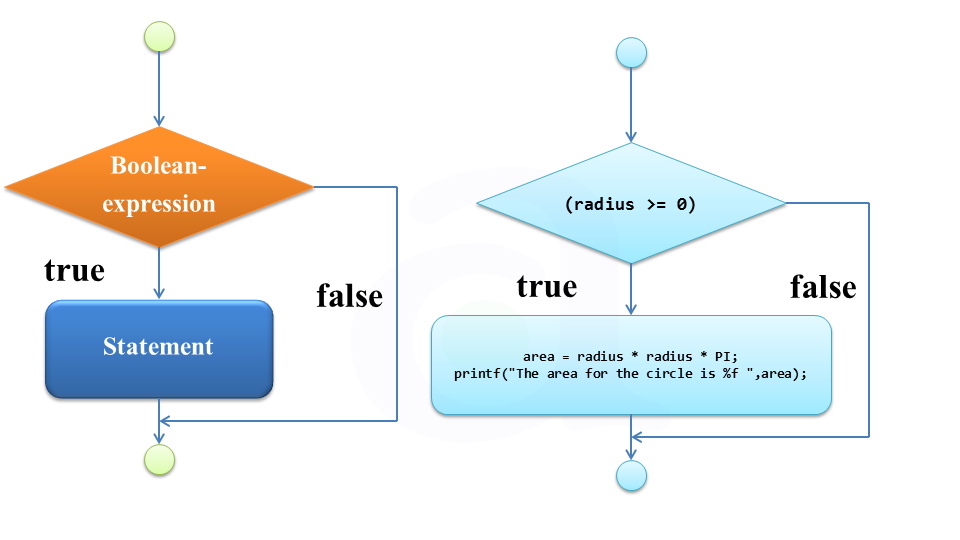 Boolean-
expression
true
false
Statement
(radius >= 0)
true
false
area = radius * radius * PI;
printf("The area for the circle is %f ",area);